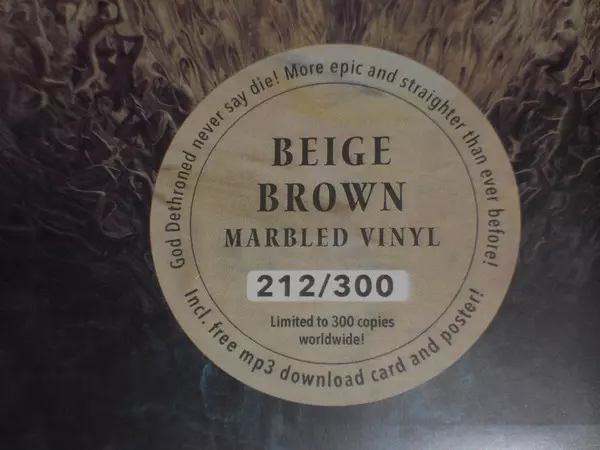 God Dethroned never say die! More epic and straighter than ever before!
BEIGE
BROWN
MARBLED VINYL
212/300
Limited to 300 copies
worldwide!
Incl. free mp3 download card and poster!